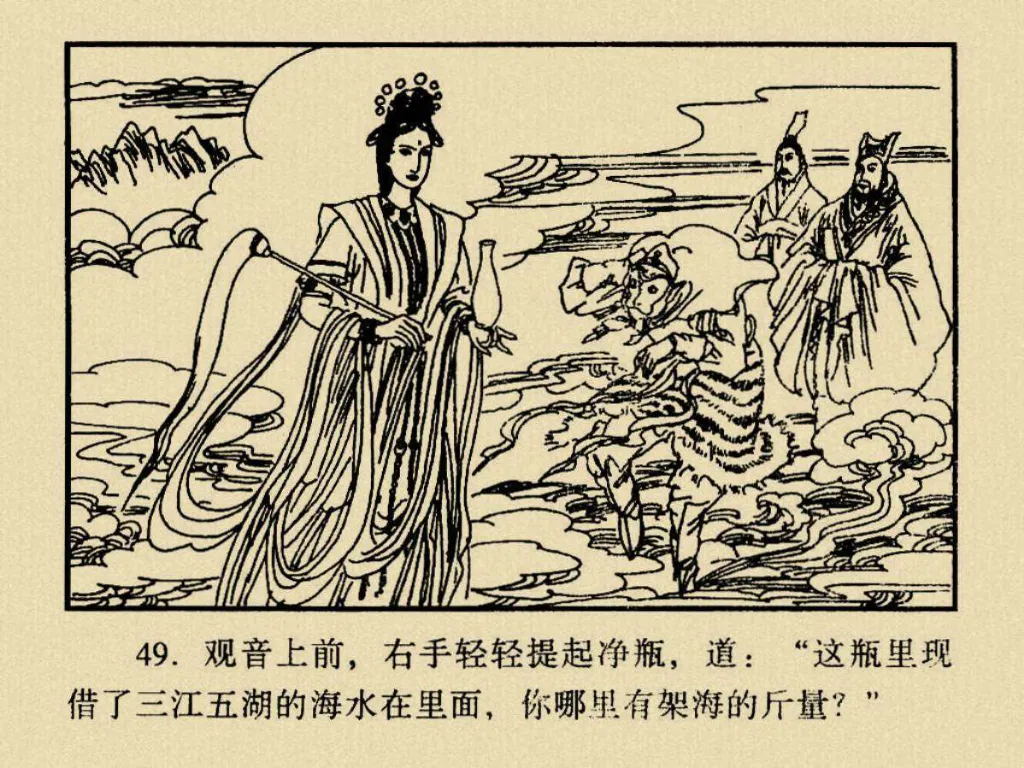 49. 观音上前，右手轻轻提起净瓶，道：“这瓶里现
借了三江五湖的海水在里面，你哪里有架海的斤量？”